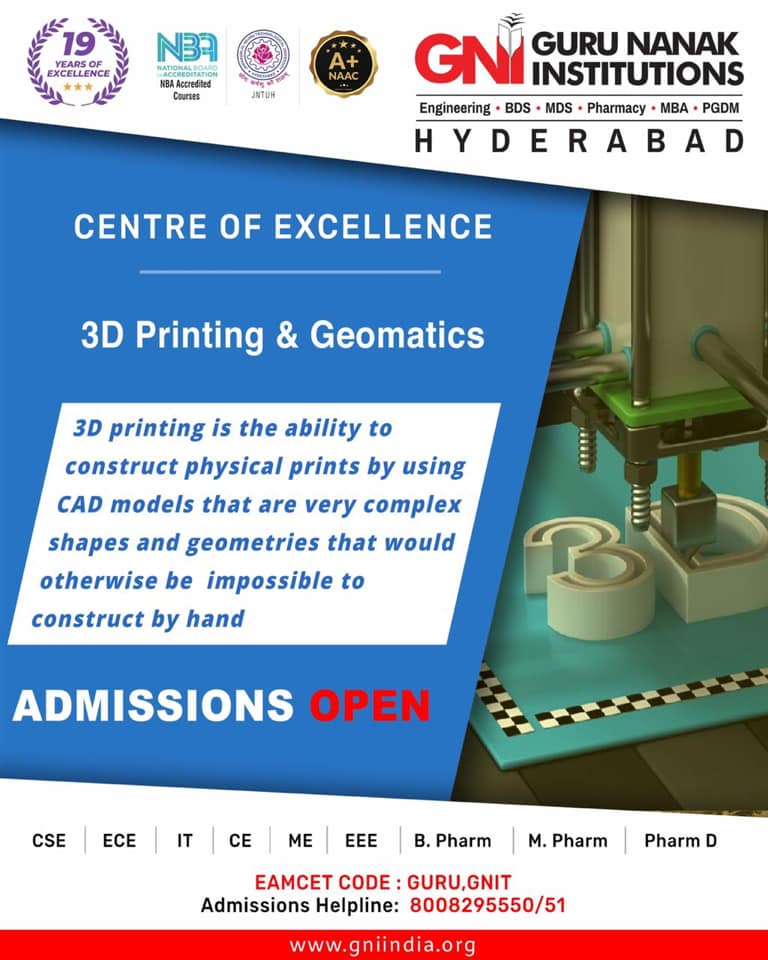 19
YEARS OF
EXCELLENCE
NBA
NATIONAL BOARD
of ACCREDITATION
NBA Accredited
Courses
JNTUH
A+
NAAC
GNI GURU NANAK
INSTITUTIONS
Engineering • BDS • MDS • Pharmacy • MBA • PGDM
HYDERABAD
CENTRE OF EXCELLENCE
3D Printing & Geomatics
3D printing is the ability to
construct physical prints by using
CAD models that are very complex
shapes and geometries that would
otherwise be impossible to
construct by hand
3D
ADMISSIONS OPEN
CSE | ECE | IT | CE | ME | EEE | B. Pharm | M. Pharm | Pharm D
EAMCET CODE : GURU,GNIT
Admissions Helpline: 8008295550/51
www.gniindia.org